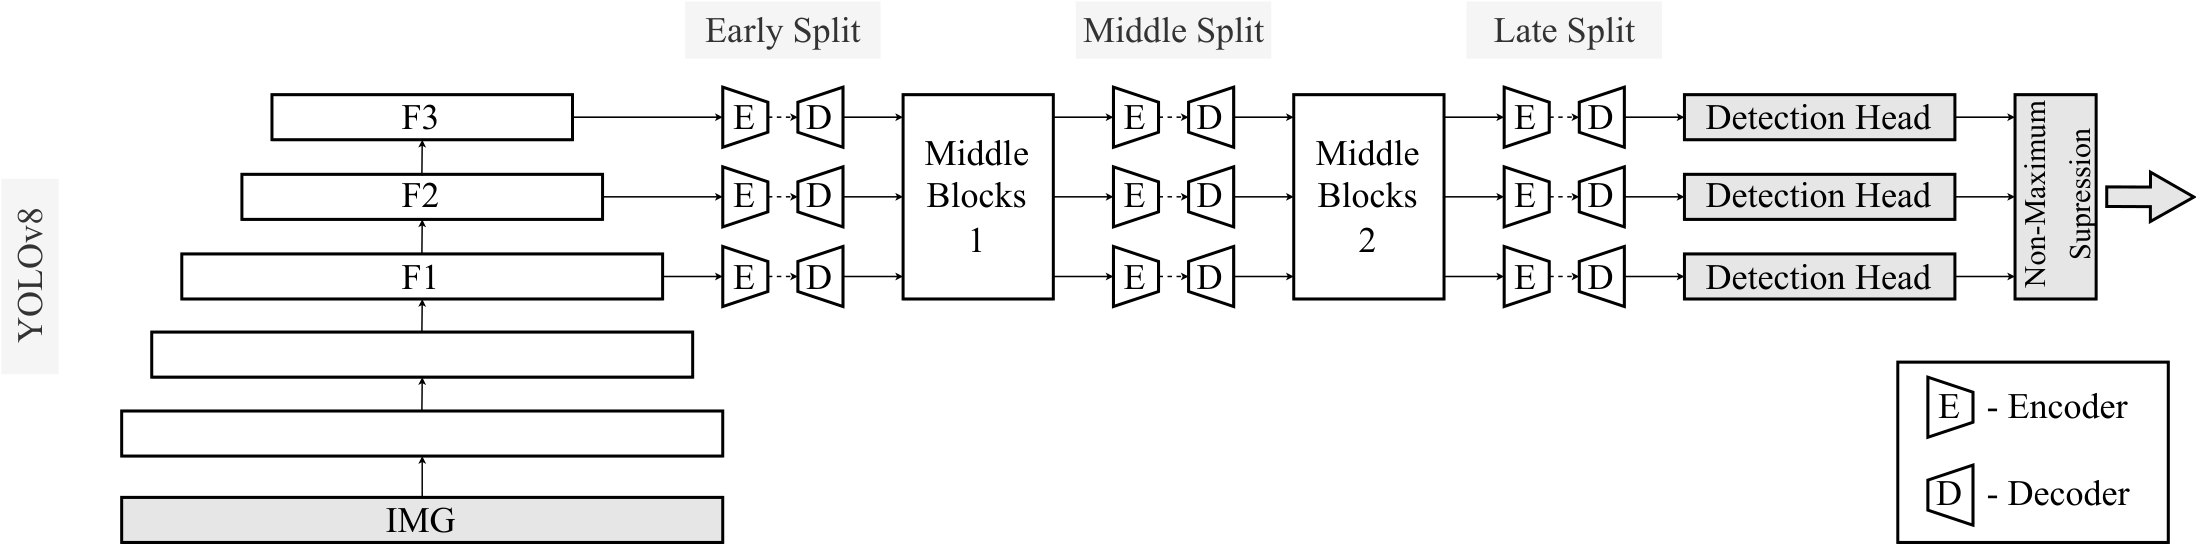 Early Split
Middle Split
Late Split
YOLOv8
F3
E
D
E
D
E
D
Detection Head
F2
E
D
E
D
E
D
Detection Head
F1
E
D
E
D
E
D
Detection Head
Middle
Blocks
1
Middle
Blocks
2
Non-Maximum
Supression
IMG
E - Encoder
D - Decoder